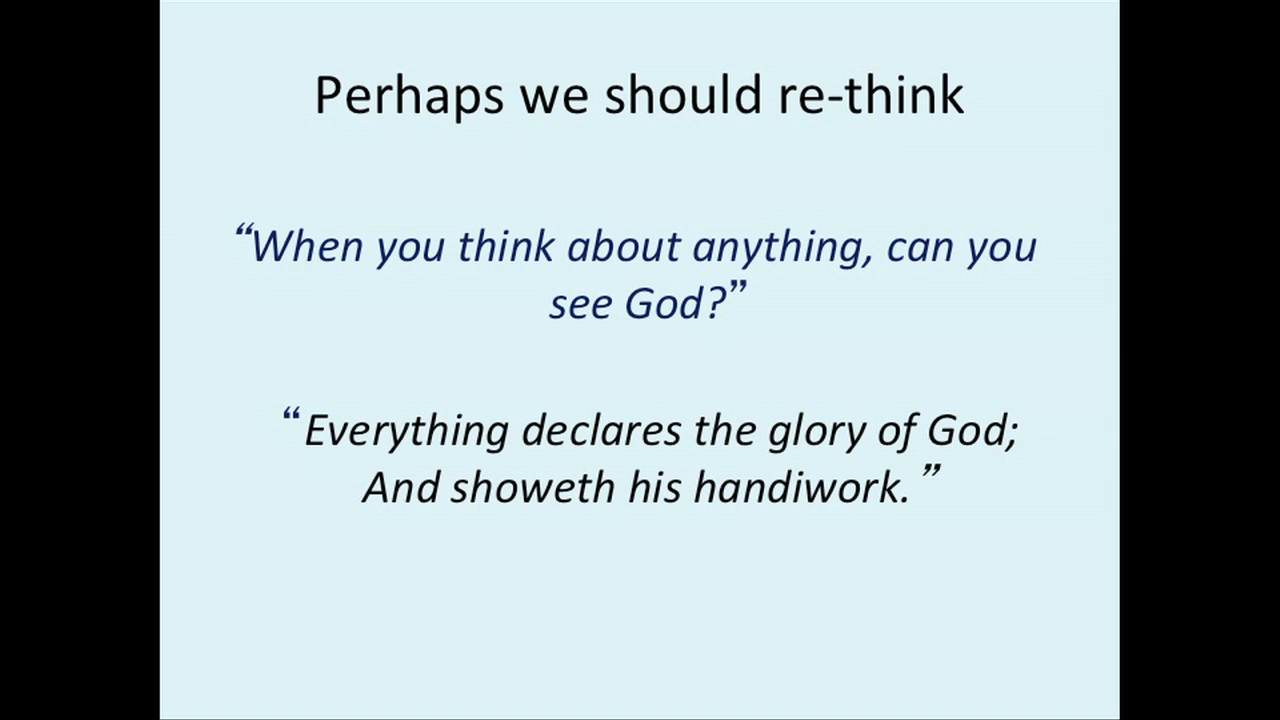 Perhaps we should re-think
“When you think about anything, can you
see God?”
“Everything declares the glory of God;
And showeth his handiwork.”